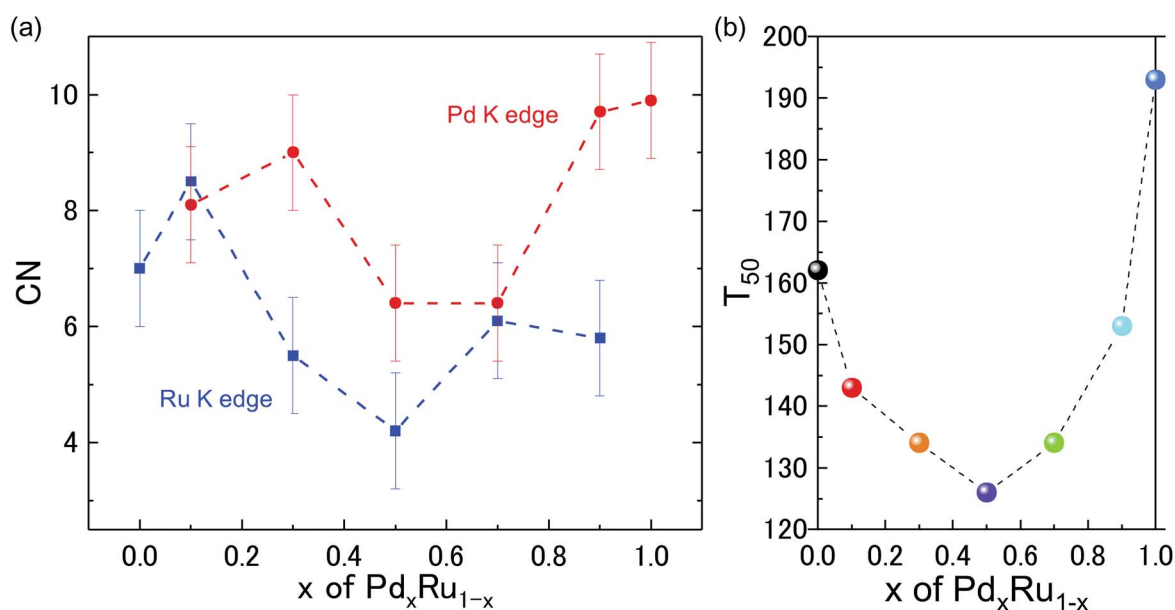 (a)
10
8
6
4
CN
Pd K edge
Ru K edge
0.0 0.2 0.4 0.6 0.8 1.0
x of PdₓRu₁₋ₓ
(b)
200
190
180
170
160
150
140
130
120
T₅₀
0.0 0.2 0.4 0.6 0.8 1.0
x of PdₓRu₁₋ₓ